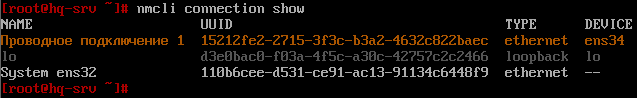 [root@hq-srv ~]# nmcli connection show
NAME UUID TYPE DEVICE
Проводное подключение 1 15212fe2-2715-3f3c-b3a2-4632c822baec ethernet ens34
lo d3e0bac0-f03a-4f5c-a30c-42757c2c2466 loopback lo
System ens32 110b6cee-d531-ce91-ac13-91134c6448f9 ethernet --
[root@hq-srv ~]#